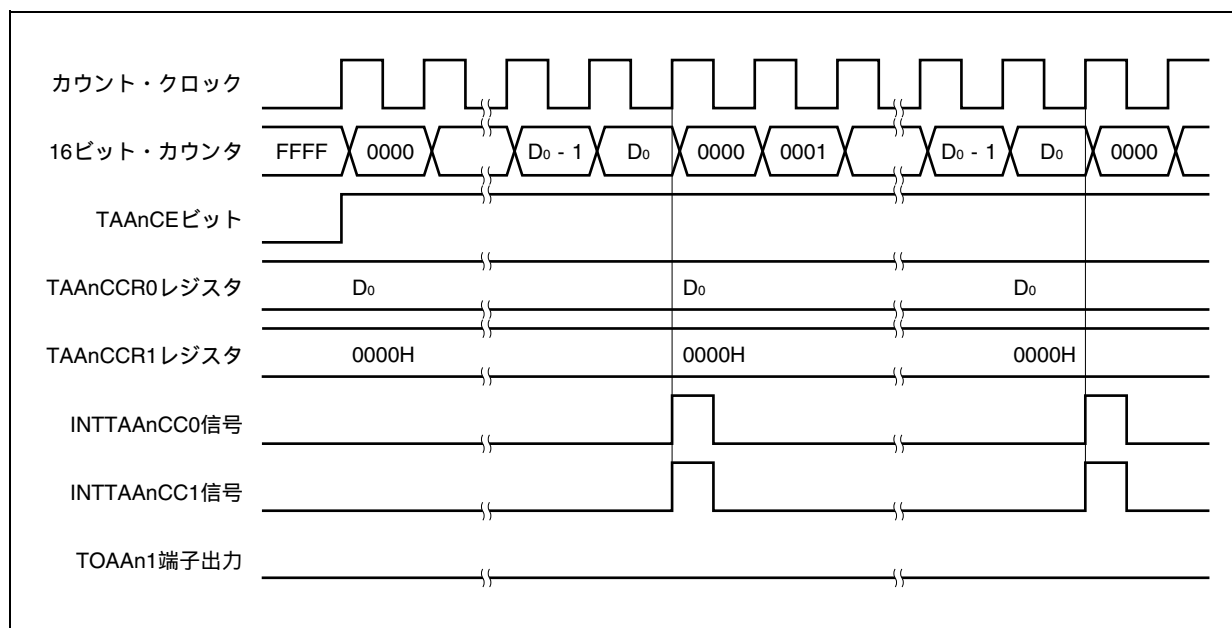 カウント・クロック
16ビット・カウンタ FFFF 0000 D₀ - 1 D₀ 0000 0001 D₀ - 1 D₀ 0000
TAAnCEビット
TAAnCCR0レジスタ D₀ D₀ D₀
TAAnCCR1レジスタ 0000H 0000H 0000H
INTTAAnCC0信号
INTTAAnCC1信号
TOAAn1端子出力